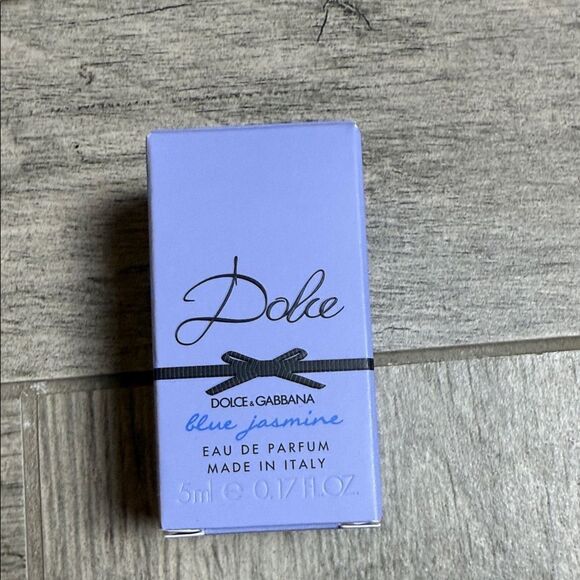 Dolce
DOLCE & GABBANA
blue jasmine
EAU DE PARFUM
MADE IN ITALY
5ml e 0.17 FL.OZ.